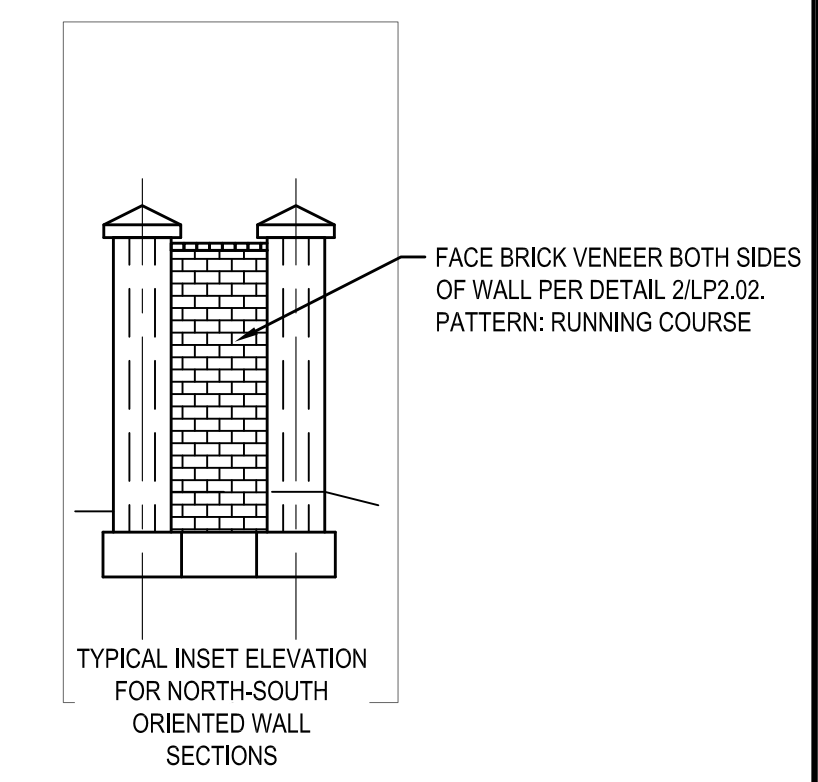 FACE BRICK VENEER BOTH SIDES
OF WALL PER DETAIL 2/LP2.02.
PATTERN: RUNNING COURSE
TYPICAL INSET ELEVATION
FOR NORTH-SOUTH
ORIENTED WALL
SECTIONS